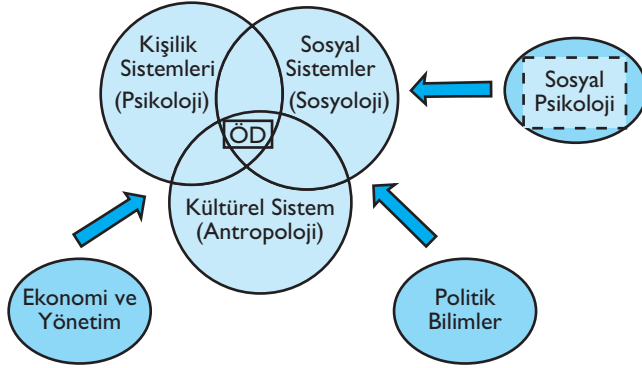 Kişilik
Sistemleri
(Psikoloji)
Sosyal
Sistemler
(Sosyoloji)
Sosyal
Psikoloji
ÖD
Kültürel Sistem
(Antropoloji)
Ekonomi ve
Yönetim
Politik
Bilimler